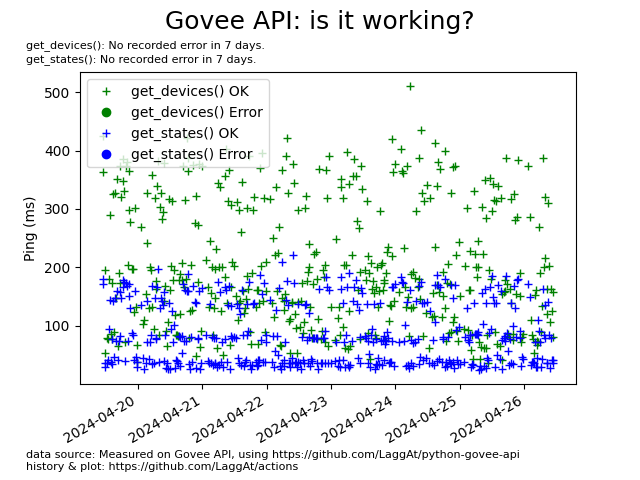 Govee API: is it working?
get_devices(): No recorded error in 7 days.
get_states(): No recorded error in 7 days.
get_devices() OK
get_devices() Error
get_states() OK
get_states() Error
Ping (ms)
500
400
300
200
100
2024-04-20
2024-04-21
2024-04-22
2024-04-23
2024-04-24
2024-04-25
2024-04-26
data source: Measured on Govee API, using https://github.com/LaggAt/python-govee-api
history & plot: https://github.com/LaggAt/actions